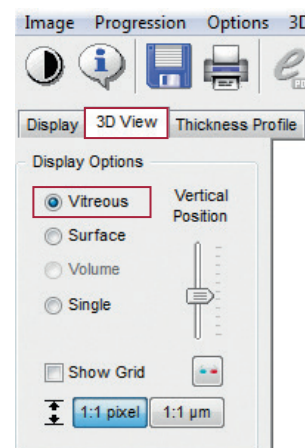 Image Progression Options 3D
Display 3D View Thickness Profile
Display Options
Vitreous
Vertical
Position
Surface
Volume
Single
Show Grid
1:1 pixel 1:1 µm